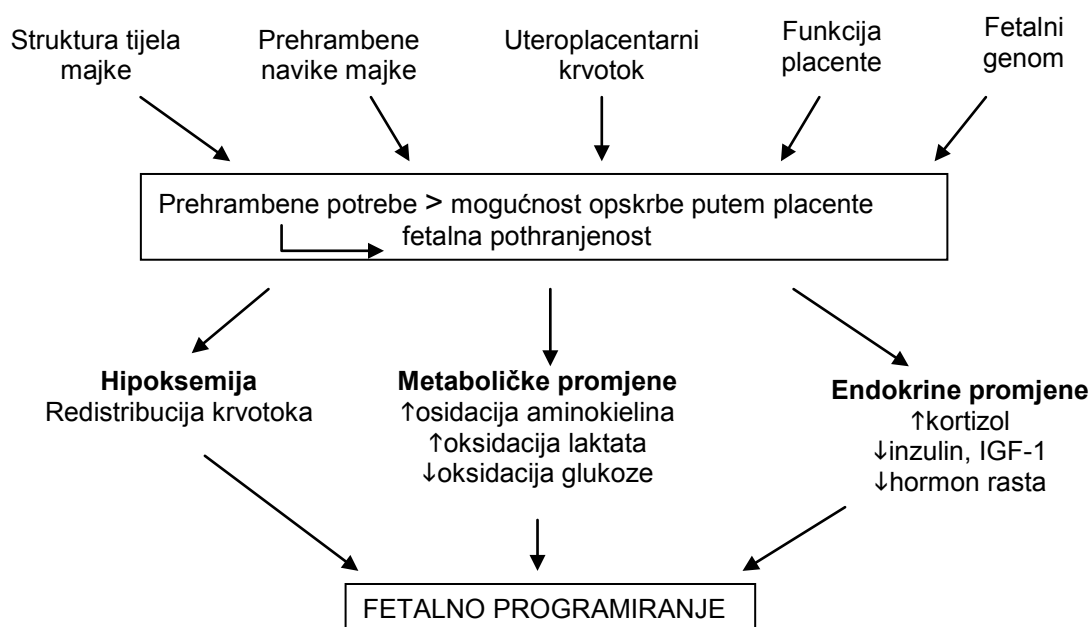 Struktura tijela
majke
Prehrambene
navike majke
Uteroplacentarni
krvotok
Funkcija
placente
Fetalni
genom
Prehrambene potrebe > mogućnost opskrbe putem placente
fetalna pothranjenost
Hipoksemija
Redistribucija krvotoka
Metaboličke promjene
↑osidacija aminokielina
↑oksidacija laktata
↓oksidacija glukoze
Endokrine promjene
↑kortizol
↓inzulin, IGF-1
↓hormon rasta
FETALNO PROGRAMIRANJE